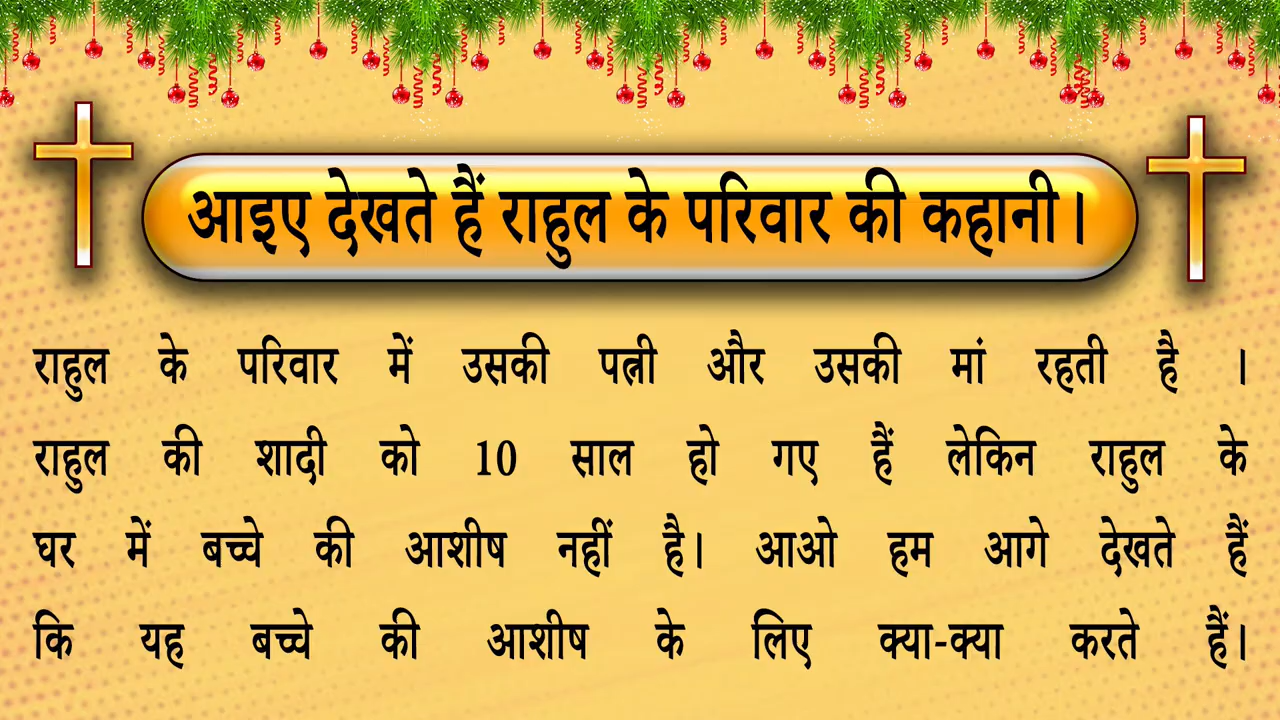 आइए देखते हैं राहुल के परिवार की कहानी।
राहुल के परिवार में उसकी पत्नी और उसकी मां रहती है ।
राहुल की शादी को 10 साल हो गए हैं लेकिन राहुल के
घर में बच्चे की आशीष नहीं है। आओ हम आगे देखते हैं
कि यह बच्चे की आशीष के लिए क्या-क्या करते हैं।